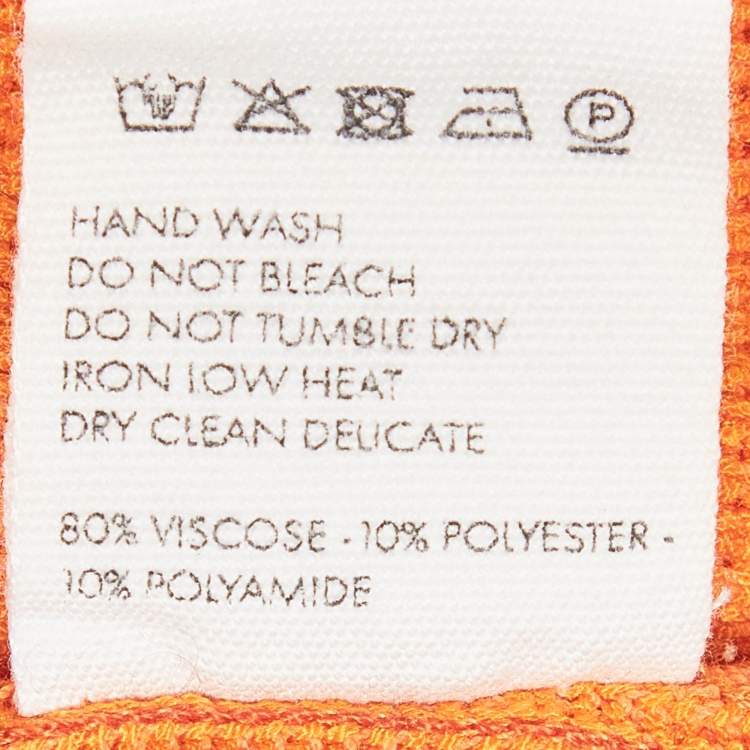 P
HAND WASH
DO NOT BLEACH
DO NOT TUMBLE DRY
IRON LOW HEAT
DRY CLEAN DELICATE
80% VISCOSE - 10% POLYESTER -
10% POLYAMIDE